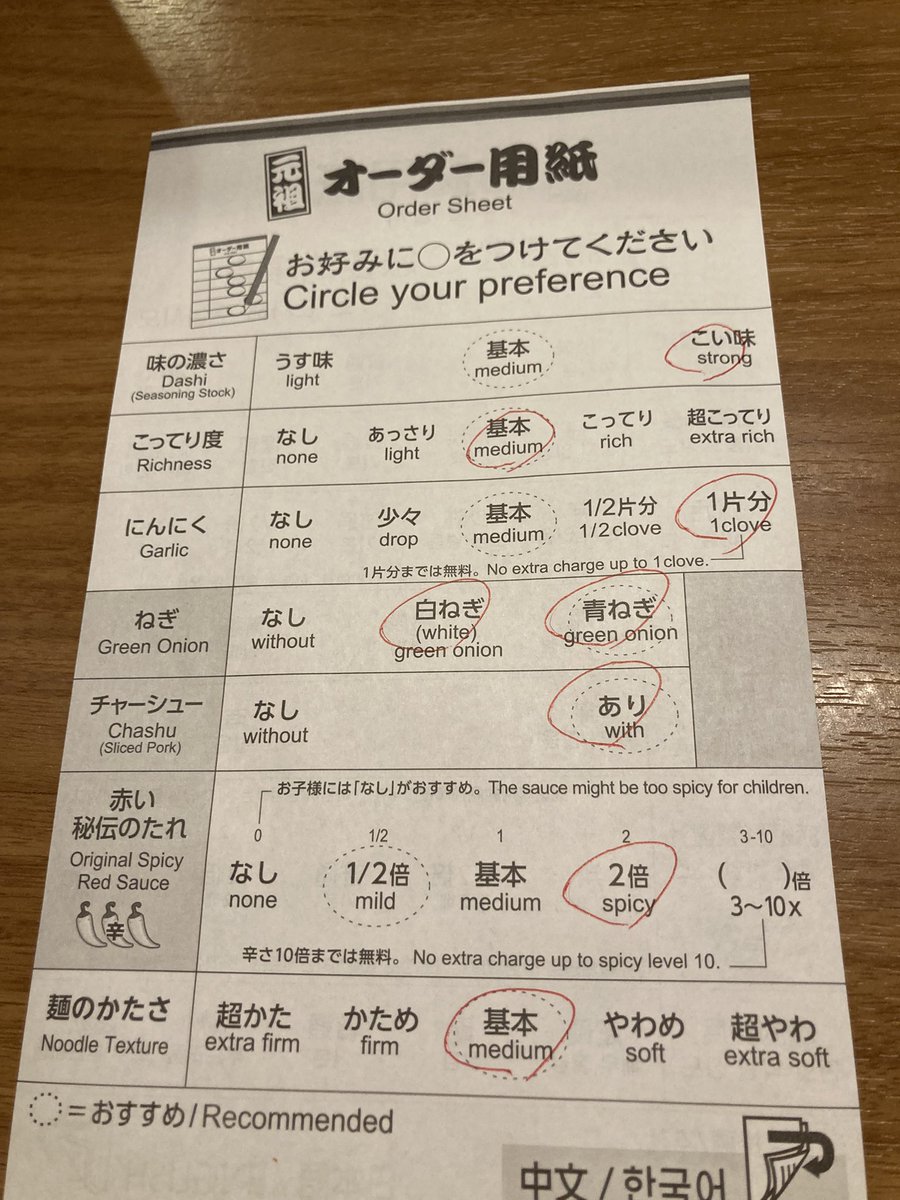 元祖 オーダー用紙
Order Sheet
お好みに○をつけてください
Circle your preference
味の濃さ
Dashi
(Seasoning Stock)
うす味
light
基本
medium
こい味
strong
こってり度
Richness
なし
none
あっさり
light
基本
medium
こってり
rich
超こってり
extra rich
にんにく
Garlic
なし
none
少々
drop
基本
medium
1/2片分
1/2 clove
1片分
1clove
1片分までは無料。No extra charge up to 1 clove.
ねぎ
Green Onion
なし
without
白ねぎ
(white)
green onion
青ねぎ
green onion
チャーシュー
Chashu
(Sliced Pork)
なし
without
あり
with
赤い
秘伝のたれ
Original Spicy
Red Sauce
辛
お子様には「なし」がおすすめ。The sauce might be too spicy for children.
0
なし
none
1/2
1/2倍
mild
1
基本
medium
2
2倍
spicy
3-10
( )倍
3〜10x
辛さ10倍までは無料。No extra charge up to spicy level 10.
麺のかたさ
Noodle Texture
超かた
extra firm
かため
firm
基本
medium
やわめ
soft
超やわ
extra soft
=おすすめ/Recommended
中文/한국어